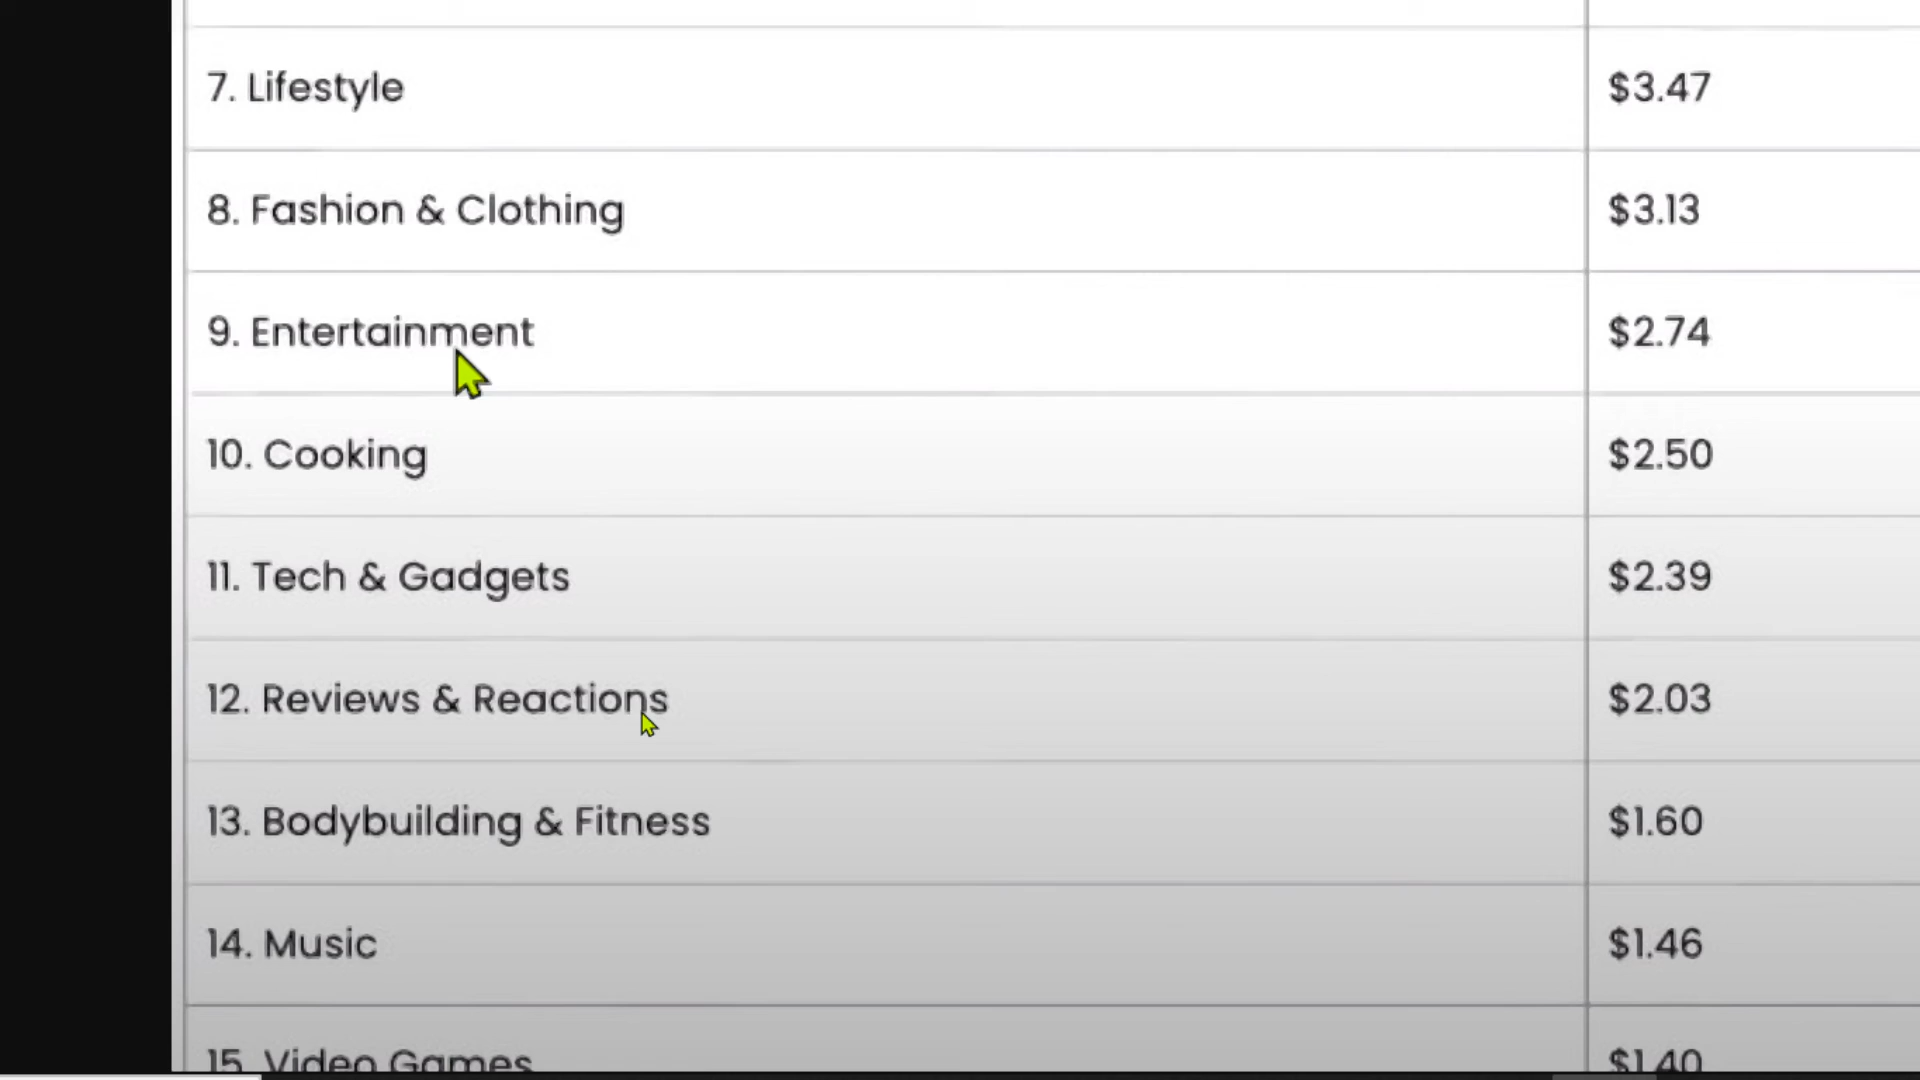 7. Lifestyle $3.47
8. Fashion & Clothing $3.13
9. Entertainment $2.74
10. Cooking $2.50
11. Tech & Gadgets $2.39
12. Reviews & Reactions $2.03
13. Bodybuilding & Fitness $1.60
14. Music $1.46
15. Video Games $1.40